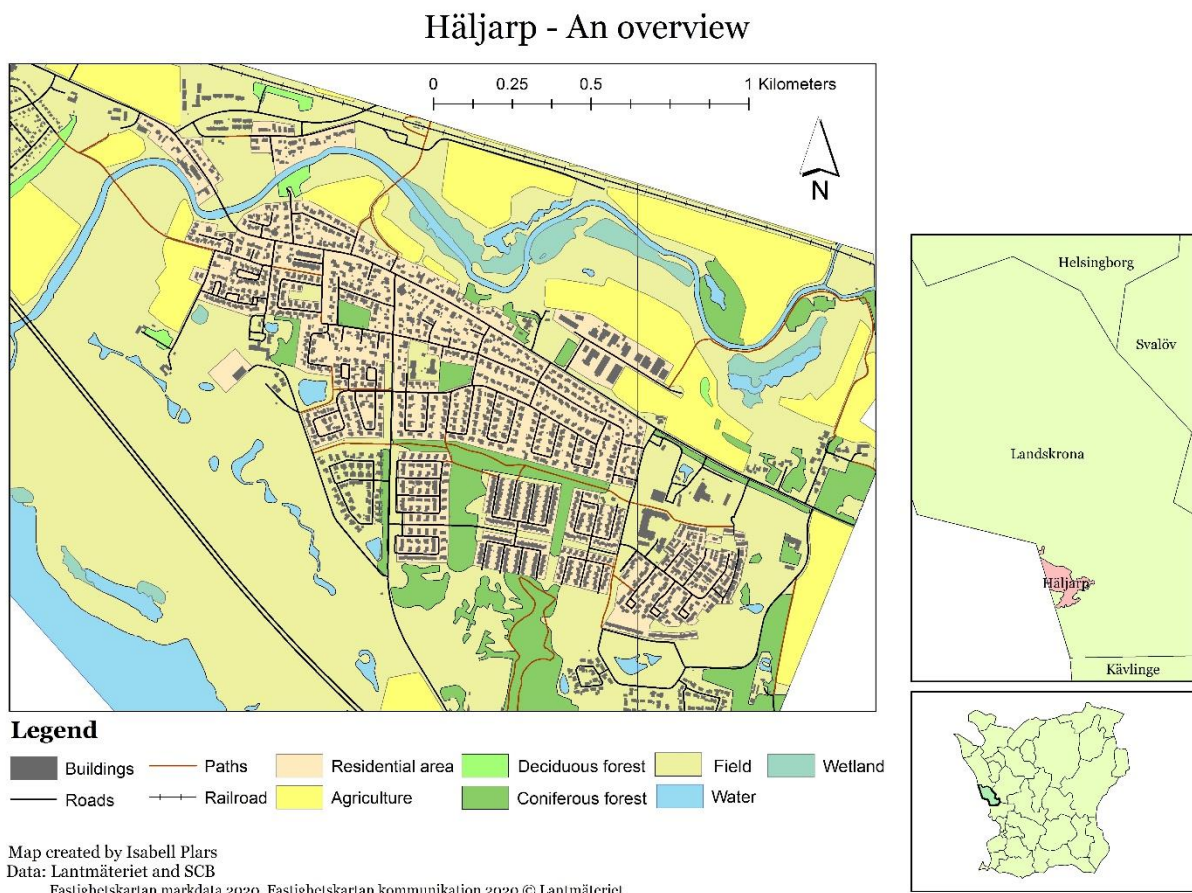 Häljarp - An overview
0 0.25 0.5 1 Kilometers
N
Helsingborg
Svalöv
Landskrona
Häljarp
Kävlinge
Legend
Buildings Paths Residential area Deciduous forest Field Wetland
Roads Railroad Agriculture Coniferous forest Water
Map created by Isabell Plars
Data: Lantmäteriet and SCB
Fastighetskartan markdata 2020, Fastighetskartan kommunikation 2020 © Lantmäteriet